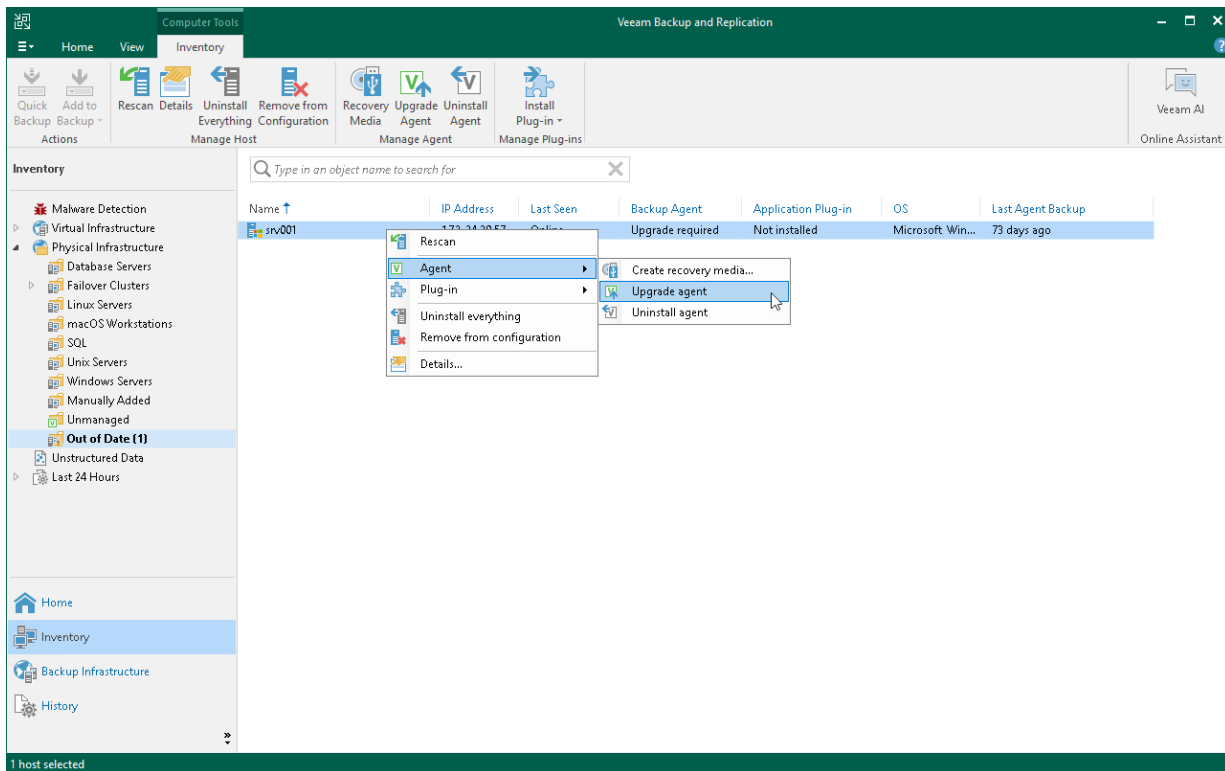 Computer Tools
Veeam Backup and Replication
Home View Inventory
Quick Backup
Add to Backup
Rescan
Details
Uninstall Everything
Remove from Configuration
Recovery Media
Upgrade Agent
Uninstall Agent
Install Plug-in
Veeam AI
Actions
Manage Host
Manage Agent
Manage Plug-ins
Online Assistant
Inventory
Type in an object name to search for
Malware Detection
Virtual Infrastructure
Physical Infrastructure
Database Servers
Failover Clusters
Linux Servers
macOS Workstations
SQL
Unix Servers
Windows Servers
Manually Added
Unmanaged
Out of Date (1)
Unstructured Data
Last 24 Hours
Name IP Address Last Seen Backup Agent Application Plug-in OS Last Agent Backup
srv001 Online Upgrade required Not installed Microsoft Win... 73 days ago
Rescan
Agent
Plug-in
Uninstall everything
Remove from configuration
Details...
Create recovery media...
Upgrade agent
Uninstall agent
Home
Inventory
Backup Infrastructure
History
1 host selected